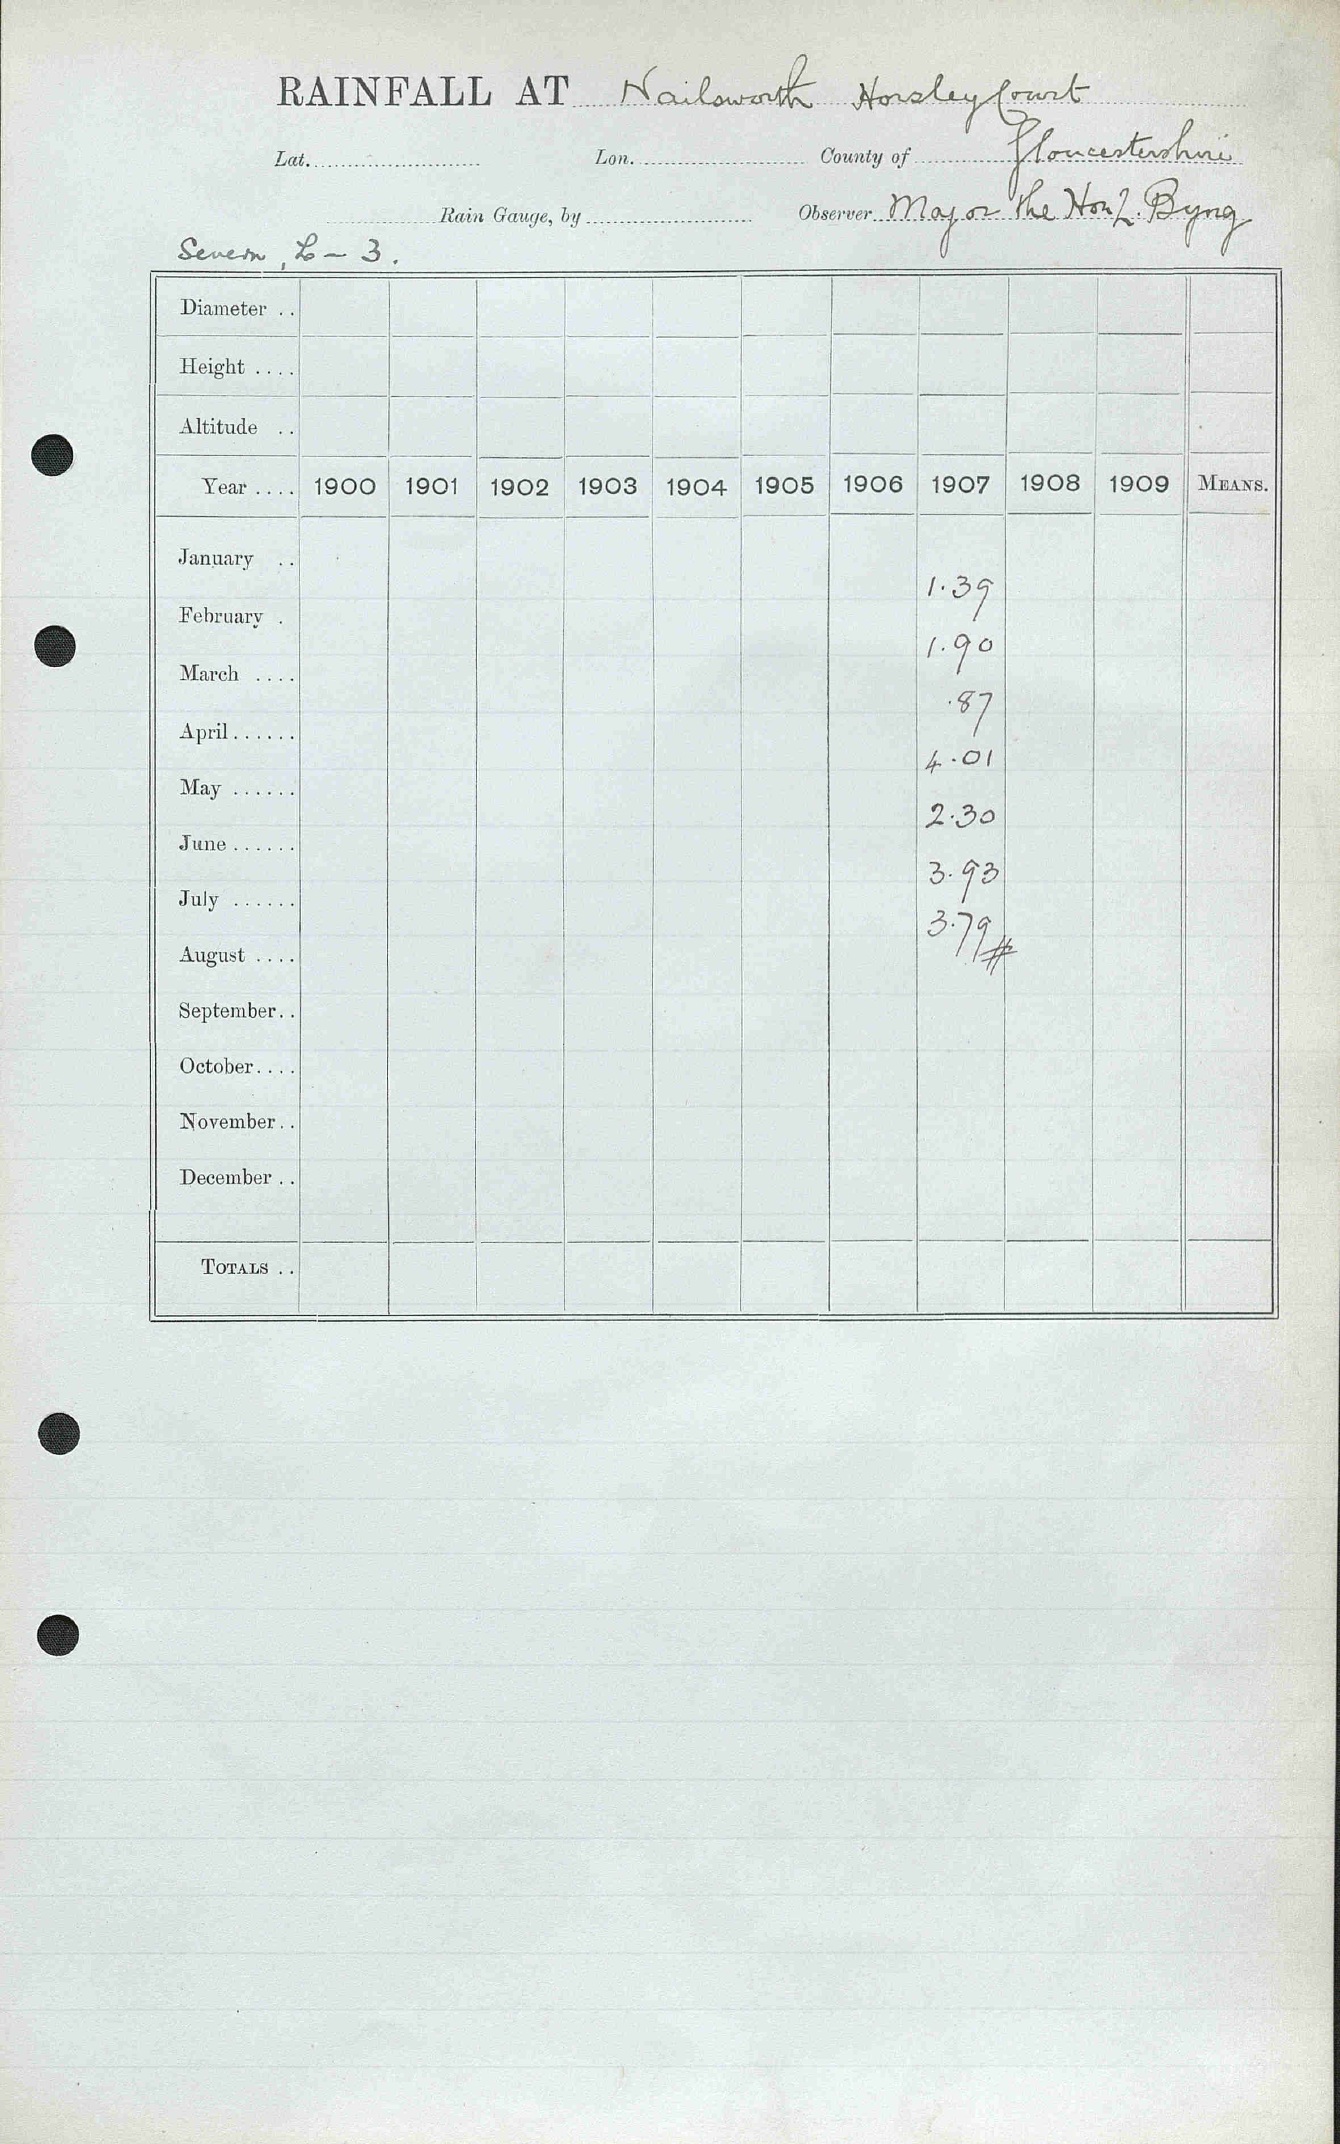 RAINFALL AT Nailsworth Horsley Court
Lat. Lon. County of Gloucestershire
Rain Gauge, by Observer Major the Hon L. Byng
Severn, L – 3.
Diameter ..
Height ....
Altitude ..
Year .... 1900 1901 1902 1903 1904 1905 1906 1907 1908 1909 MEANS.
January ..
1.39
February .
1.90
March ....
.87
April ......
4.01
May ......
2.30
June ......
3.93
July ......
3.79 #
August ....
September ..
October ....
November ..
December ..
TOTALS ..